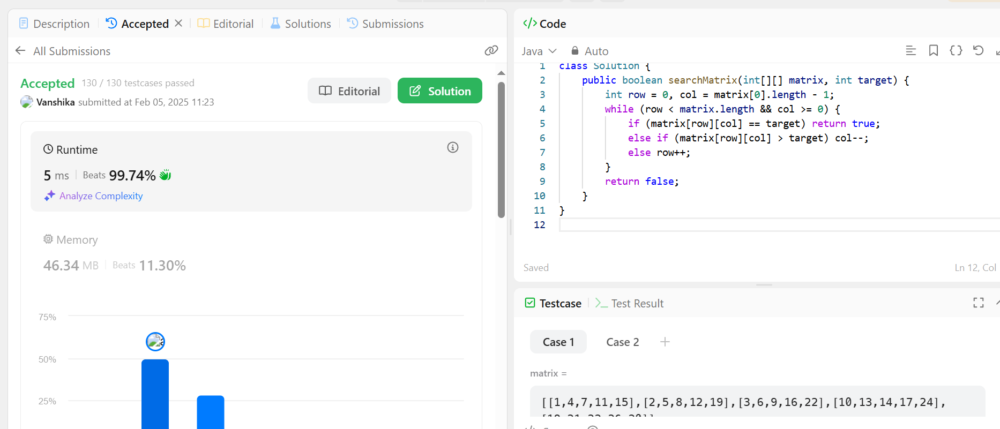 Description Accepted Editorial Solutions Submissions
All Submissions
Accepted 130 / 130 testcases passed
Vanshika submitted at Feb 05, 2025 11:23
Editorial
Solution
Runtime
5 ms Beats 99.74%
Analyze Complexity
Memory
46.34 MB Beats 11.30%
75%
50%
25%
Code
Java Auto
1 class Solution {
2 public boolean searchMatrix(int[][] matrix, int target) {
3 int row = 0, col = matrix[0].length - 1;
4 while (row < matrix.length && col >= 0) {
5 if (matrix[row][col] == target) return true;
6 else if (matrix[row][col] > target) col--;
7 else row++;
8 }
9 return false;
10 }
11 }
12
Saved
Ln 12, Col
Testcase Test Result
Case 1 Case 2
matrix =
[[1,4,7,11,15],[2,5,8,12,19],[3,6,9,16,22],[10,13,14,17,24],